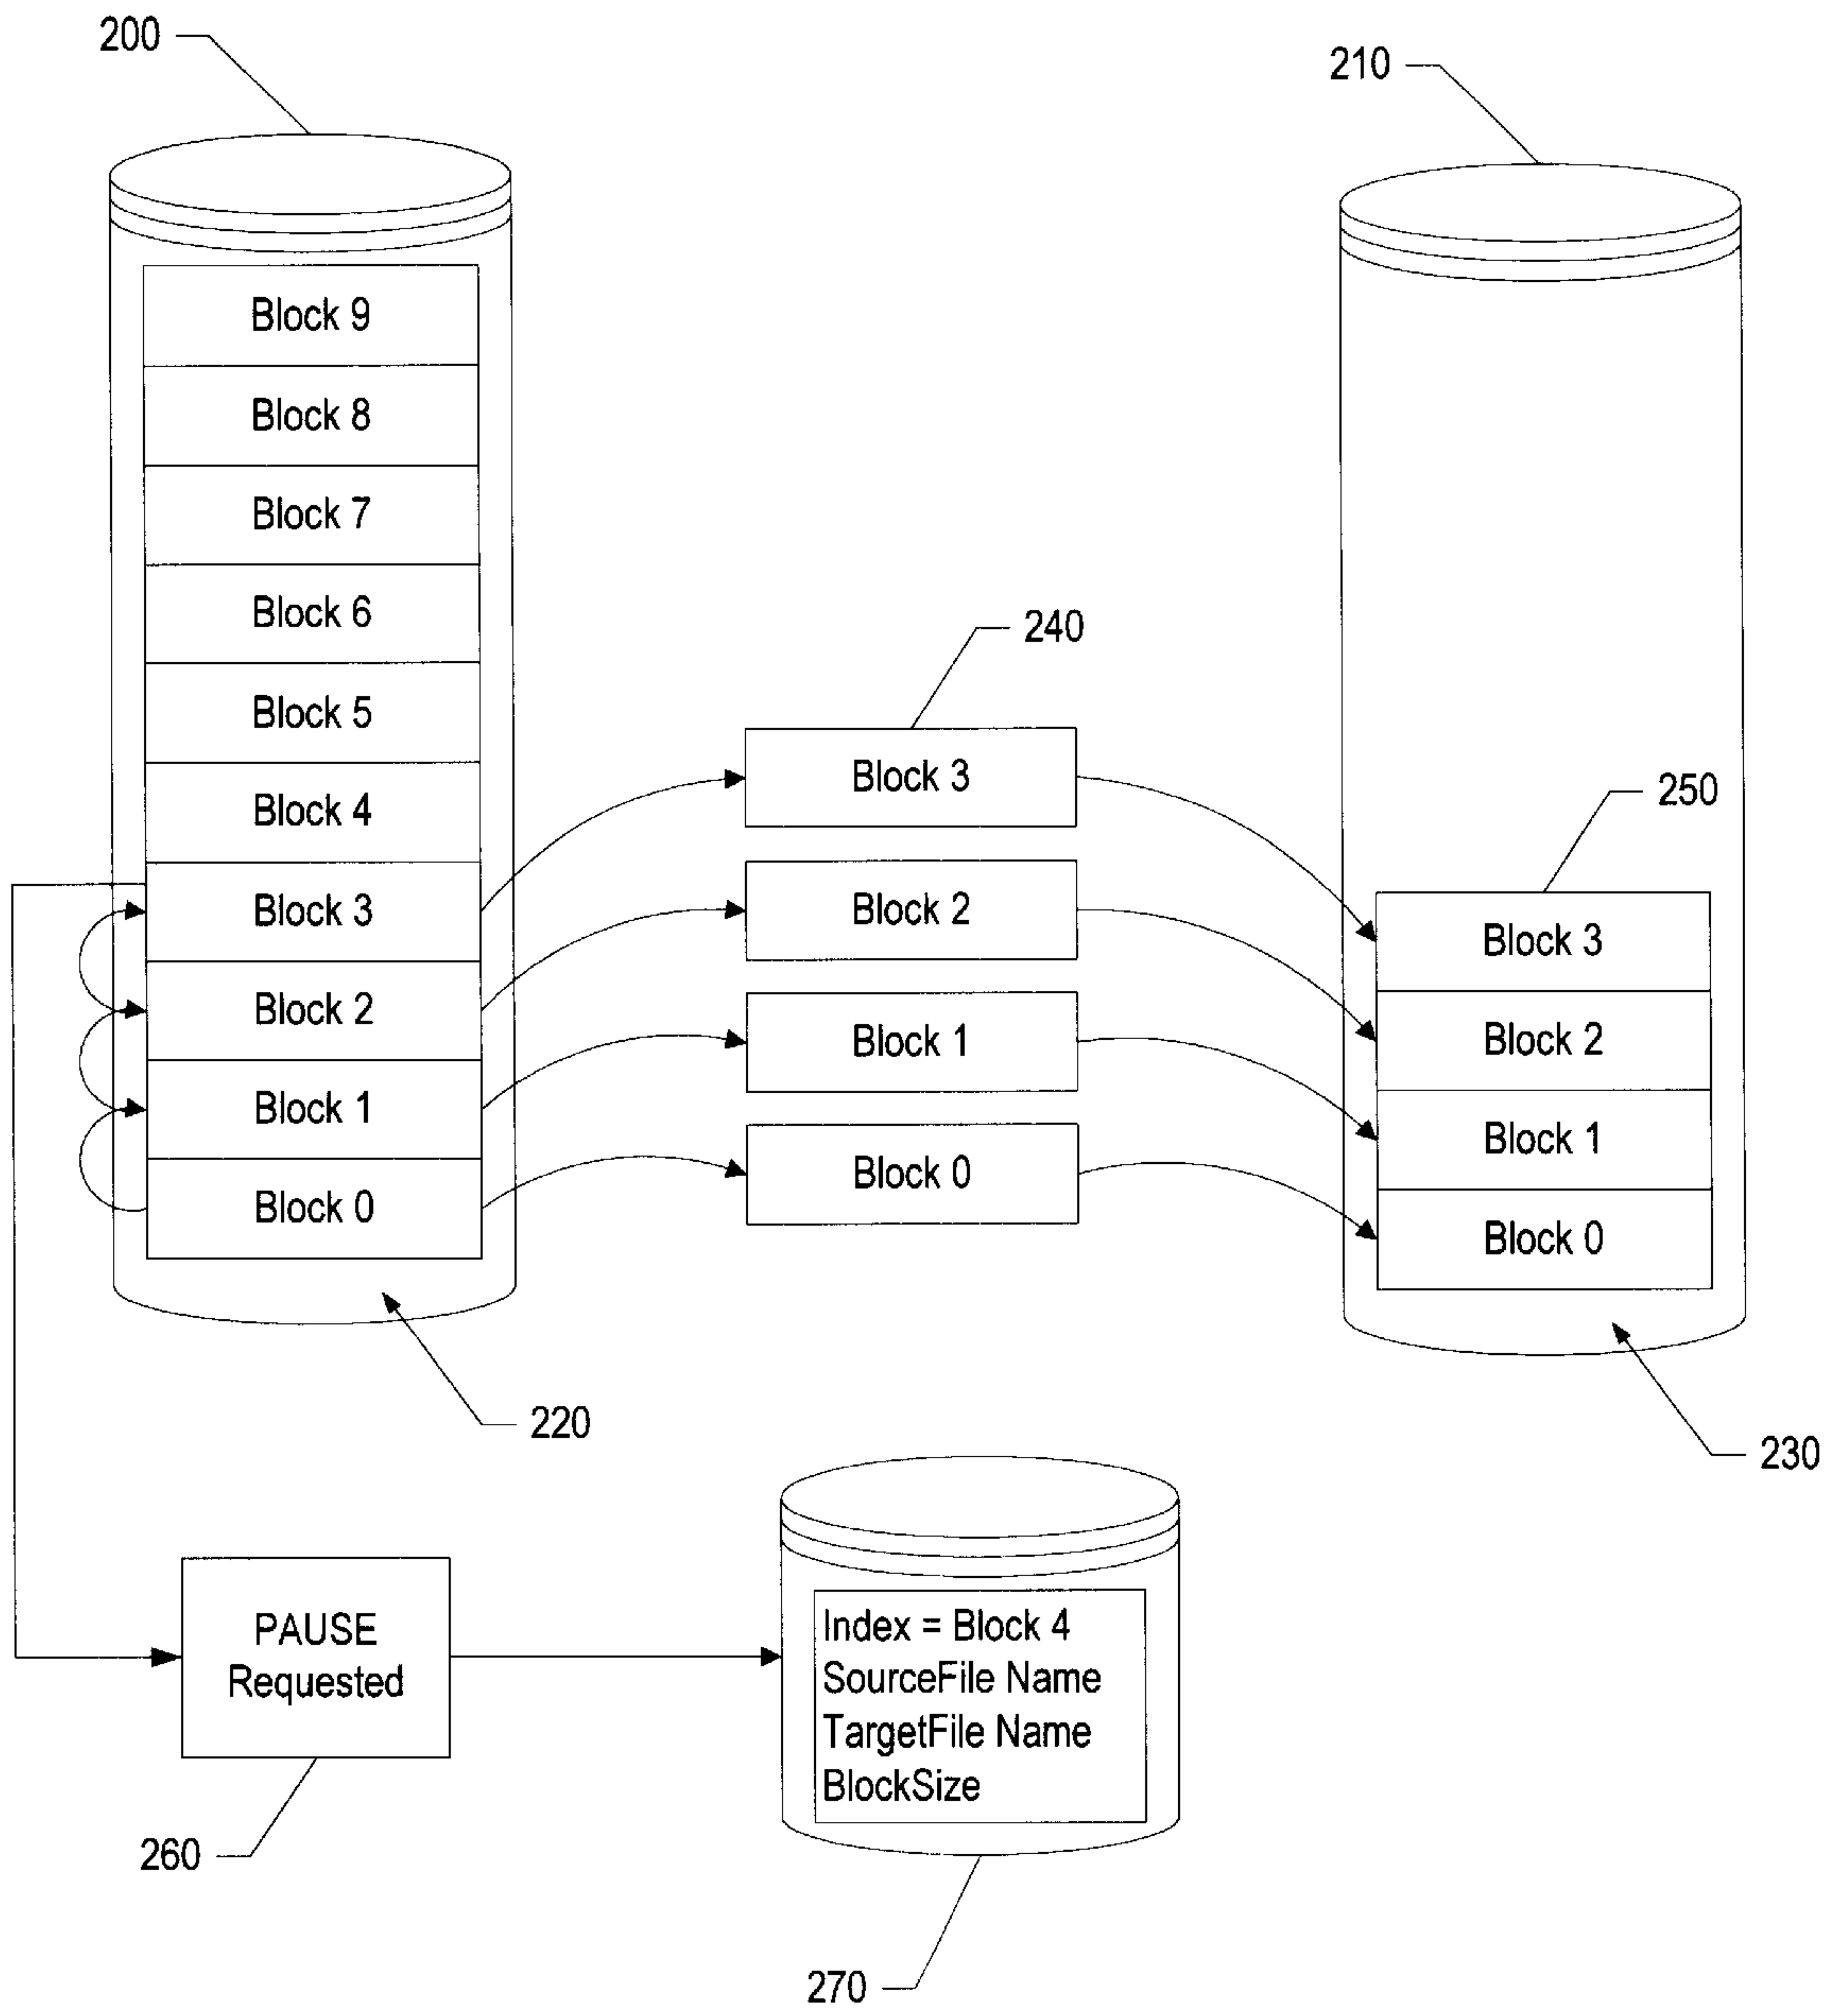 200
210
Block 9
Block 8
Block 7
Block 6
Block 5
Block 4
Block 3
Block 2
Block 1
Block 0
240
Block 3
Block 2
Block 1
Block 0
250
Block 3
Block 2
Block 1
Block 0
220
230
PAUSE
Requested
260
Index = Block 4
SourceFile Name
TargetFile Name
BlockSize
270